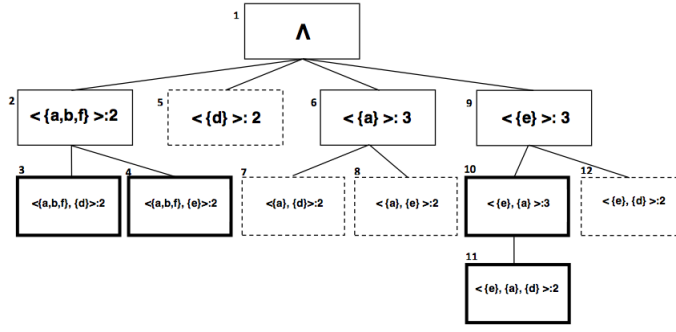 1
Λ
2
< {a,b,f} >:2
5
< {d} >: 2
6
< {a} >: 3
9
< {e} >: 3
3
<{a,b,f}, {d}>:2
4
<{a,b,f}, {e}>:2
7
<{a}, {d}>:2
8
<{a}, {e} >:2
10
< {e}, {a} >:3
12
< {e}, {d} >:2
11
< {e}, {a}, {d} >:2